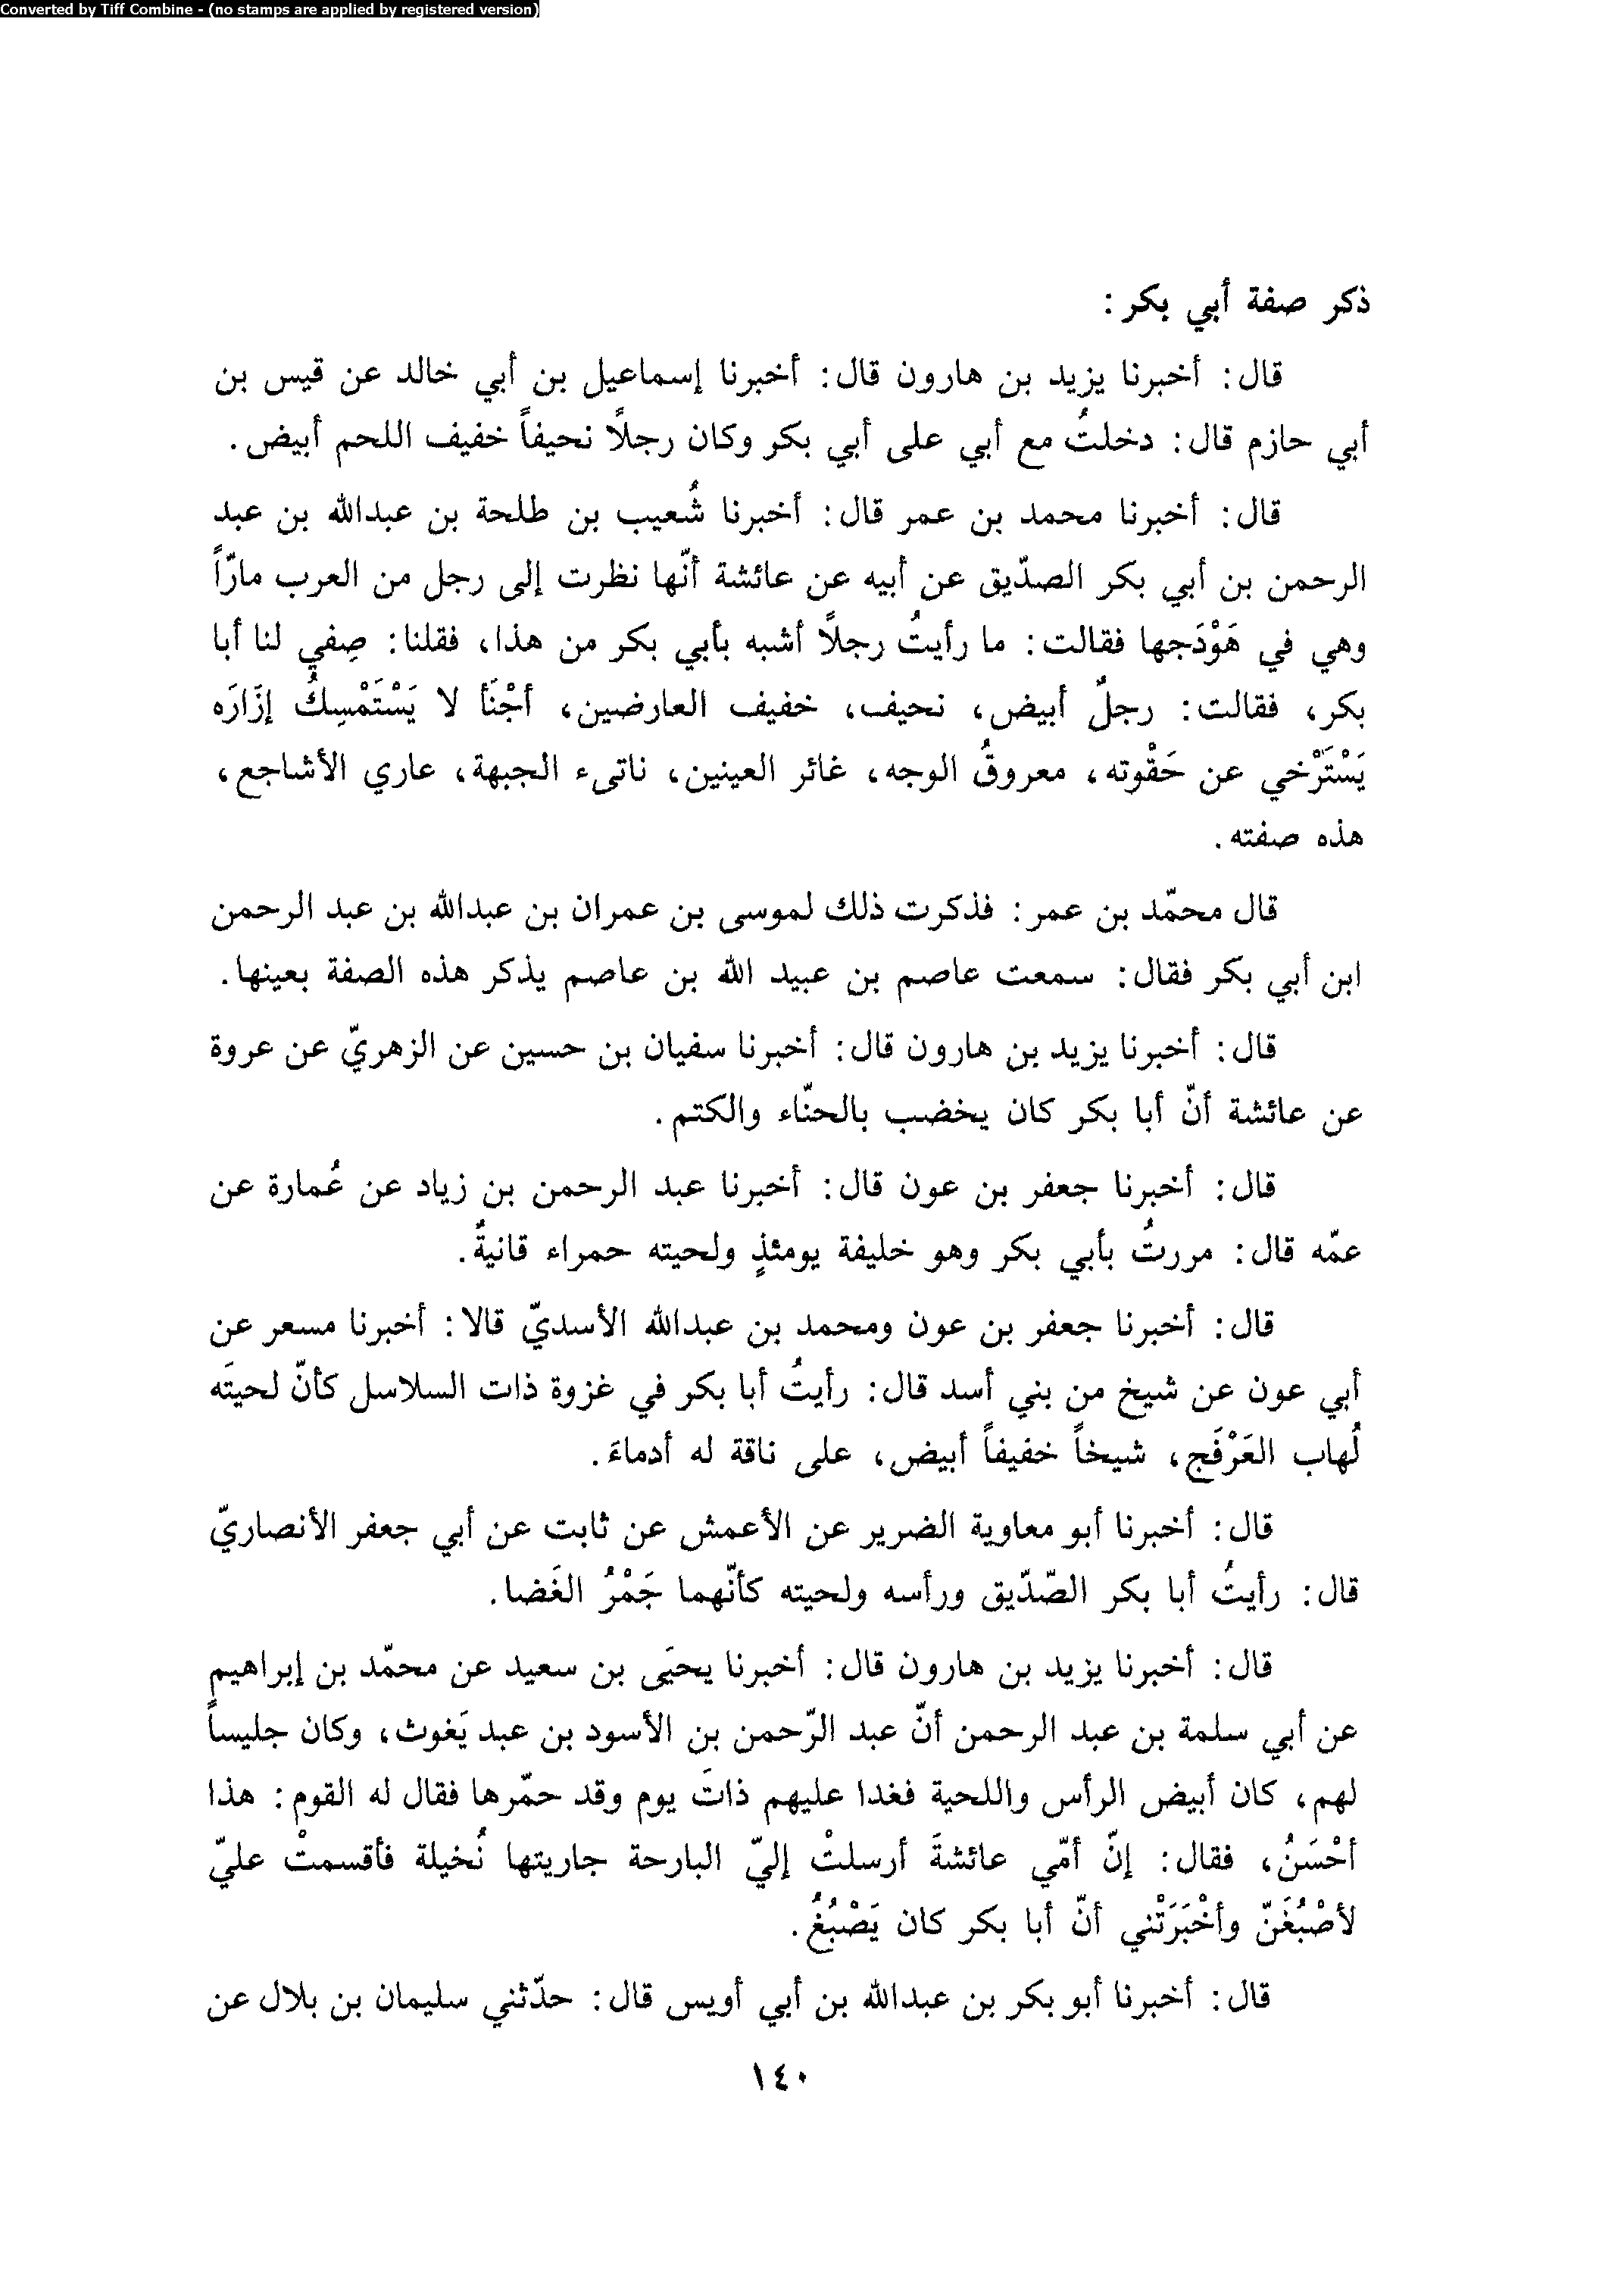 Converted by Tiff Combine - (no stamps are applied by registered version)
ذكر صفة أبي بكر:
قال: أخبرنا يزيد بن هارون قال: أخبرنا إسماعيل بن أبي خالد عن قيس بن
أبي حازم قال: دخلتُ مع أبي على أبي بكر وكان رجلًا نحيفاً خفيف اللحم أبيض.
قال: أخبرنا محمد بن عمر قال: أخبرنا شُعيب بن طلحة بن عبدالله بن عبد
الرحمن بن أبي بكر الصدّيق عن أبيه عن عائشة أنّها نظرت إلى رجل من العرب مارّاً
وهي في هَوْدَجها فقالت: ما رأيتُ رجلًا أشبه بأبي بكر من هذا، فقلنا: صِفي لنا أبا
بكر، فقالت: رجلٌ أبيض، نحيف، خفيف العارضين، أجْنَأ لا يَسْتَمْسِكُ إزَارَه
يَسْتَرْخي عن حَقْوته، معروقُ الوجه، غائر العينين، ناتىء الجبهة، عاري الأشاجع،
هذه صفته.
قال محمّد بن عمر: فذكرت ذلك لموسى بن عمران بن عبدالله بن عبد الرحمن
ابن أبي بكر فقال: سمعت عاصم بن عبيد الله بن عاصم يذكر هذه الصفة بعينها.
قال: أخبرنا يزيد بن هارون قال: أخبرنا سفيان بن حسين عن الزهريّ عن عروة
عن عائشة أنّ أبا بكر كان يخضب بالحنّاء والكتم.
قال: أخبرنا جعفر بن عون قال: أخبرنا عبد الرحمن بن زياد عن عُمارة عن
عمّه قال: مررتُ بأبي بكر وهو خليفة يومئذٍ ولحيته حمراء قانيةٌ.
قال: أخبرنا جعفر بن عون ومحمد بن عبدالله الأسديّ قالا: أخبرنا مسعر عن
أبي عون عن شيخ من بني أسد قال: رأيتُ أبا بكر في غزوة ذات السلاسل كأنّ لحيتَه
لُهاب العَرْفَج، شيخاً خفيفاً أبيض، على ناقة له أدماءَ.
قال: أخبرنا أبو معاوية الضرير عن الأعمش عن ثابت عن أبي جعفر الأنصاريّ
قال: رأيتُ أبا بكر الصّدّيق ورأسه ولحيته كأنّهما جَمْرُ الغَضا.
قال: أخبرنا يزيد بن هارون قال: أخبرنا يحيَى بن سعيد عن محمّد بن إبراهيم
عن أبي سلمة بن عبد الرحمن أنّ عبد الرّحمن بن الأسود بن عبد يَغوث، وكان جليساً
لهم، كان أبيض الرأس واللحية فغدا عليهم ذاتَ يوم وقد حمّرها فقال له القوم: هذا
أحْسَنُ، فقال: إنّ أمّي عائشةَ أرسلتْ إليّ البارحة جاريتها نُخيلة فأقسمتْ عليّ
لأصْبُغَنّ وأخْبَرَتْني أنّ أبا بكر كان يَصْبُغُ.
قال: أخبرنا أبو بكر بن عبدالله بن أبي أويس قال: حدّثني سليمان بن بلال عن
١٤٠